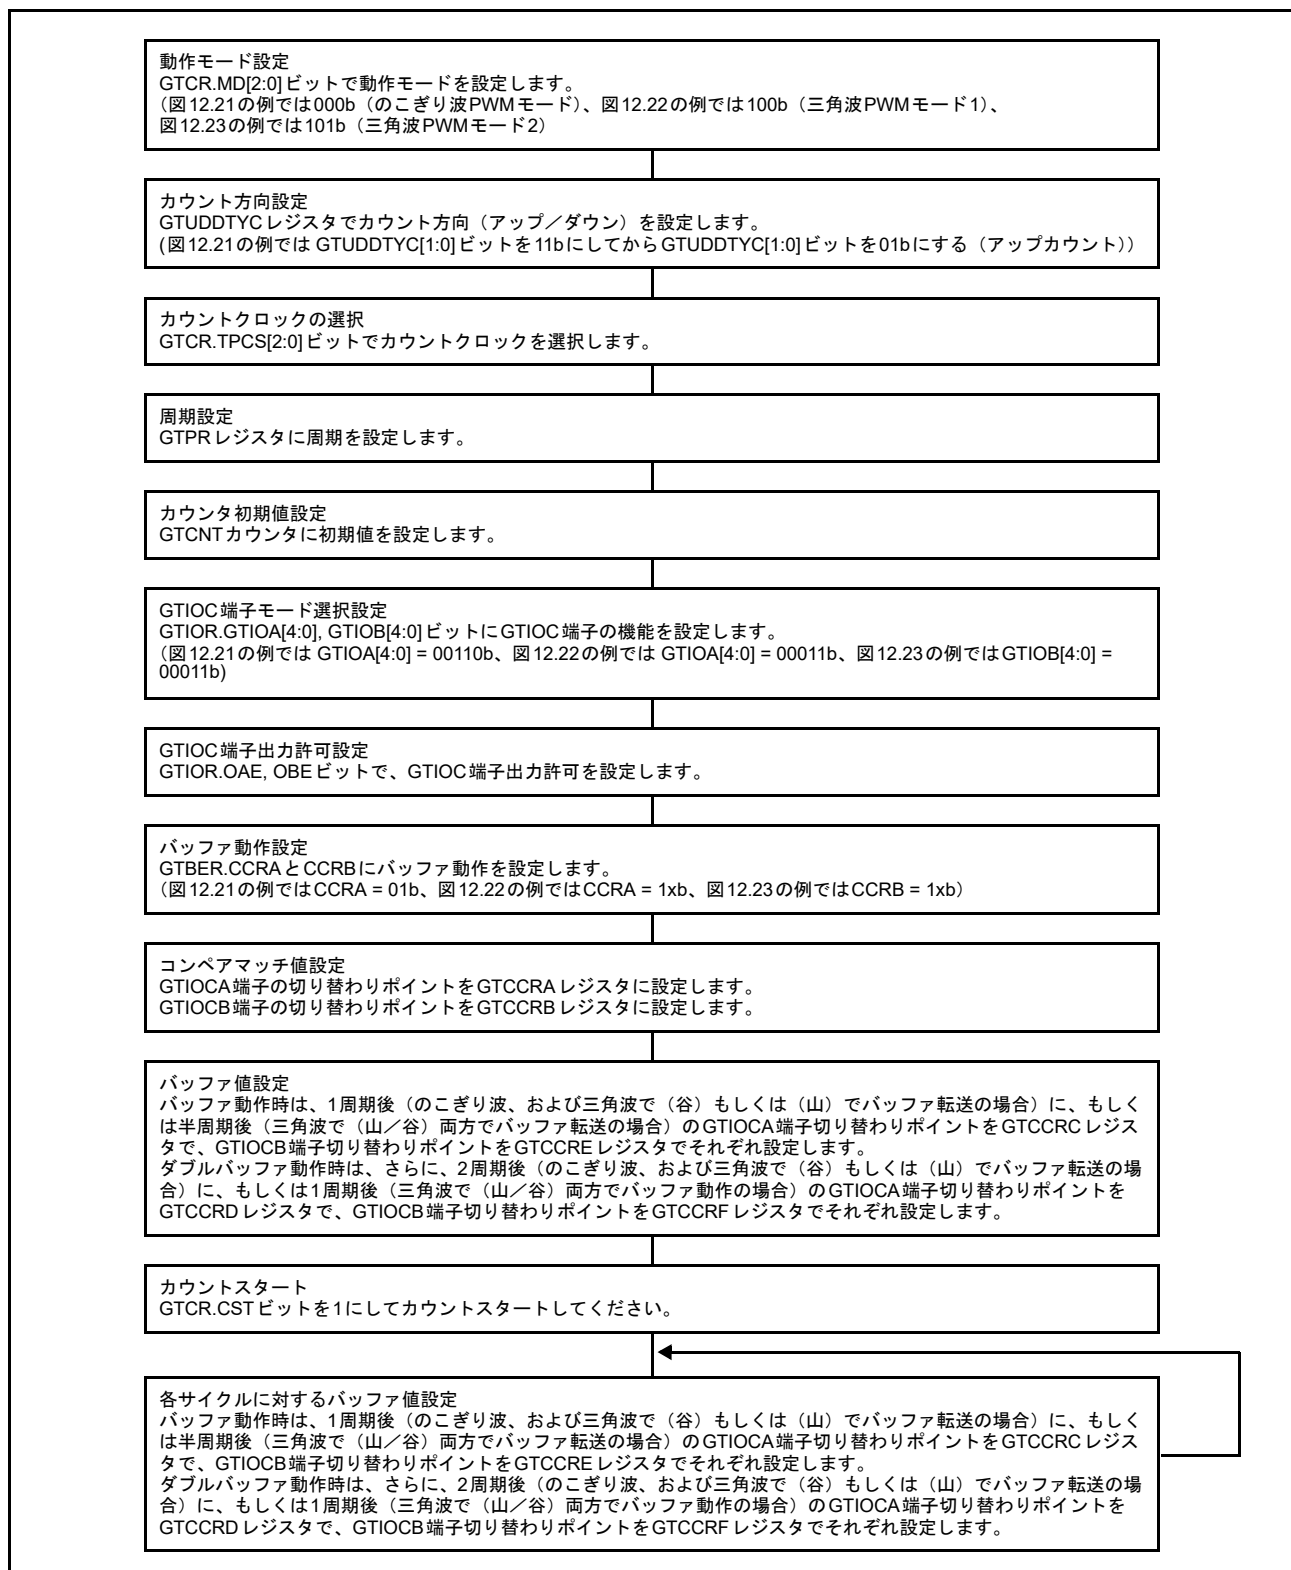 動作モード設定
GTCR.MD[2:0]ビットで動作モードを設定します。
（図12.21の例では000b（のこぎり波PWMモード）、図12.22の例では100b（三角波PWMモード1）、
図12.23の例では101b（三角波PWMモード2）
カウント方向設定
GTUDDTYCレジスタでカウント方向（アップ／ダウン）を設定します。
(図12.21の例では GTUDDTYC[1:0]ビットを11bにしてからGTUDDTYC[1:0]ビットを01bにする（アップカウント））
カウントクロックの選択
GTCR.TPCS[2:0]ビットでカウントクロックを選択します。
周期設定
GTPRレジスタに周期を設定します。
カウンタ初期値設定
GTCNTカウンタに初期値を設定します。
GTIOC端子モード選択設定
GTIOR.GTIOA[4:0], GTIOB[4:0]ビットにGTIOC端子の機能を設定します。
（図12.21の例では GTIOA[4:0] = 00110b、図12.22の例では GTIOA[4:0] = 00011b、図12.23の例ではGTIOB[4:0] =
00011b)
GTIOC端子出力許可設定
GTIOR.OAE, OBEビットで、GTIOC端子出力許可を設定します。
バッファ動作設定
GTBER.CCRAとCCRBにバッファ動作を設定します。
（図12.21の例ではCCRA = 01b、図12.22の例ではCCRA = 1xb、図12.23の例ではCCRB = 1xb）
コンペアマッチ値設定
GTIOCA端子の切り替わりポイントをGTCCRAレジスタに設定します。
GTIOCB端子の切り替わりポイントをGTCCRBレジスタに設定します。
バッファ値設定
バッファ動作時は、1周期後（のこぎり波、および三角波で（谷）もしくは（山）でバッファ転送の場合）に、もしく
は半周期後（三角波で（山／谷）両方でバッファ転送の場合）のGTIOCA端子切り替わりポイントをGTCCRCレジス
タで、GTIOCB端子切り替わりポイントをGTCCREレジスタでそれぞれ設定します。
ダブルバッファ動作時は、さらに、2周期後（のこぎり波、および三角波で（谷）もしくは（山）でバッファ転送の場
合）に、もしくは1周期後（三角波で（山／谷）両方でバッファ動作の場合）のGTIOCA端子切り替わりポイントを
GTCCRDレジスタで、GTIOCB端子切り替わりポイントをGTCCRFレジスタでそれぞれ設定します。
カウントスタート
GTCR.CSTビットを1にしてカウントスタートしてください。
各サイクルに対するバッファ値設定
バッファ動作時は、1周期後（のこぎり波、および三角波で（谷）もしくは（山）でバッファ転送の場合）に、もしく
は半周期後（三角波で（山／谷）両方でバッファ転送の場合）のGTIOCA端子切り替わりポイントをGTCCRCレジス
タで、GTIOCB端子切り替わりポイントをGTCCREレジスタでそれぞれ設定します。
ダブルバッファ動作時は、さらに、2周期後（のこぎり波、および三角波で（谷）もしくは（山）でバッファ転送の場
合）に、もしくは1周期後（三角波で（山／谷）両方でバッファ動作の場合）のGTIOCA端子切り替わりポイントを
GTCCRDレジスタで、GTIOCB端子切り替わりポイントをGTCCRFレジスタでそれぞれ設定します。